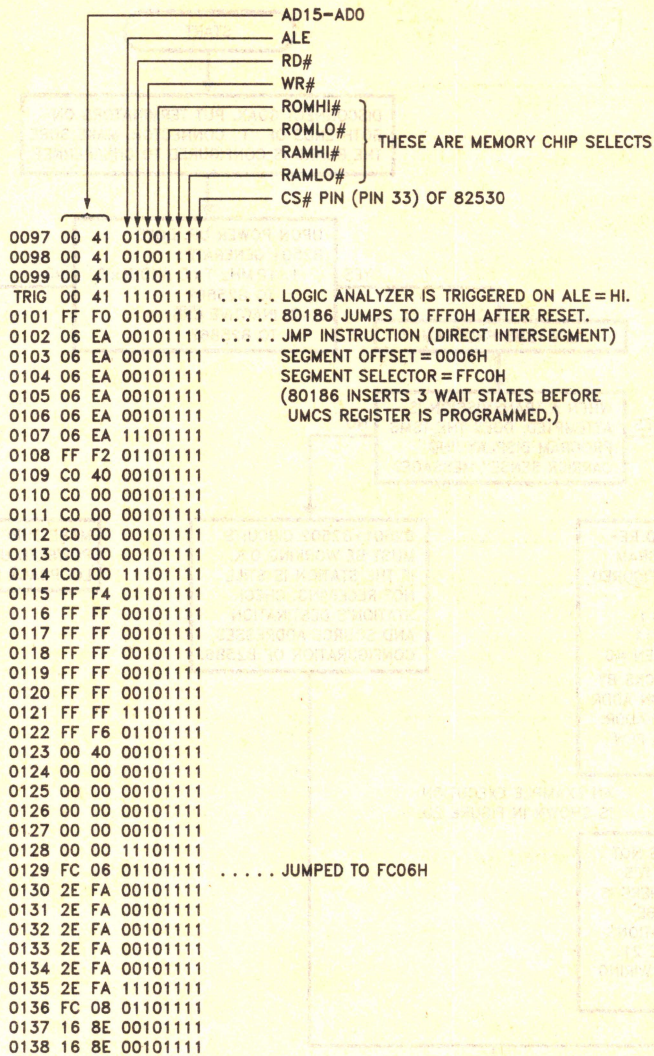 AD15–AD0
ALE
RD#
WR#
ROMHI#
ROMLO#
RAMHI#
RAMLO#
THESE ARE MEMORY CHIP SELECTS
CS# PIN (PIN 33) OF 82530
0097 00 41 01001111
0098 00 41 01001111
0099 00 41 01101111
TRIG 00 41 11101111 ..... LOGIC ANALYZER IS TRIGGERED ON ALE = HI.
0101 FF F0 01001111 ..... 80186 JUMPS TO FFF0H AFTER RESET.
0102 06 EA 00101111 ..... JMP INSTRUCTION (DIRECT INTERSEGMENT)
0103 06 EA 00101111 SEGMENT OFFSET = 0006H
0104 06 EA 00101111 SEGMENT SELECTOR = FFC0H
0105 06 EA 00101111 (80186 INSERTS 3 WAIT STATES BEFORE
0106 06 EA 00101111 UMCS REGISTER IS PROGRAMMED.)
0107 06 EA 11101111
0108 FF F2 01101111
0109 C0 40 00101111
0110 C0 00 00101111
0111 C0 00 00101111
0112 C0 00 00101111
0113 C0 00 00101111
0114 C0 00 11101111
0115 FF F4 01101111
0116 FF FF 00101111
0117 FF FF 00101111
0118 FF FF 00101111
0119 FF FF 00101111
0120 FF FF 00101111
0121 FF FF 11101111
0122 FF F6 01101111
0123 00 40 00101111
0124 00 00 00101111
0125 00 00 00101111
0126 00 00 00101111
0127 00 00 00101111
0128 00 00 11101111
0129 FC 06 01101111 ..... JUMPED TO FC06H
0130 2E FA 00101111
0131 2E FA 00101111
0132 2E FA 00101111
0133 2E FA 00101111
0134 2E FA 00101111
0135 2E FA 11101111
0136 FC 08 01101111
0137 16 8E 00101111
0138 16 8E 00101111